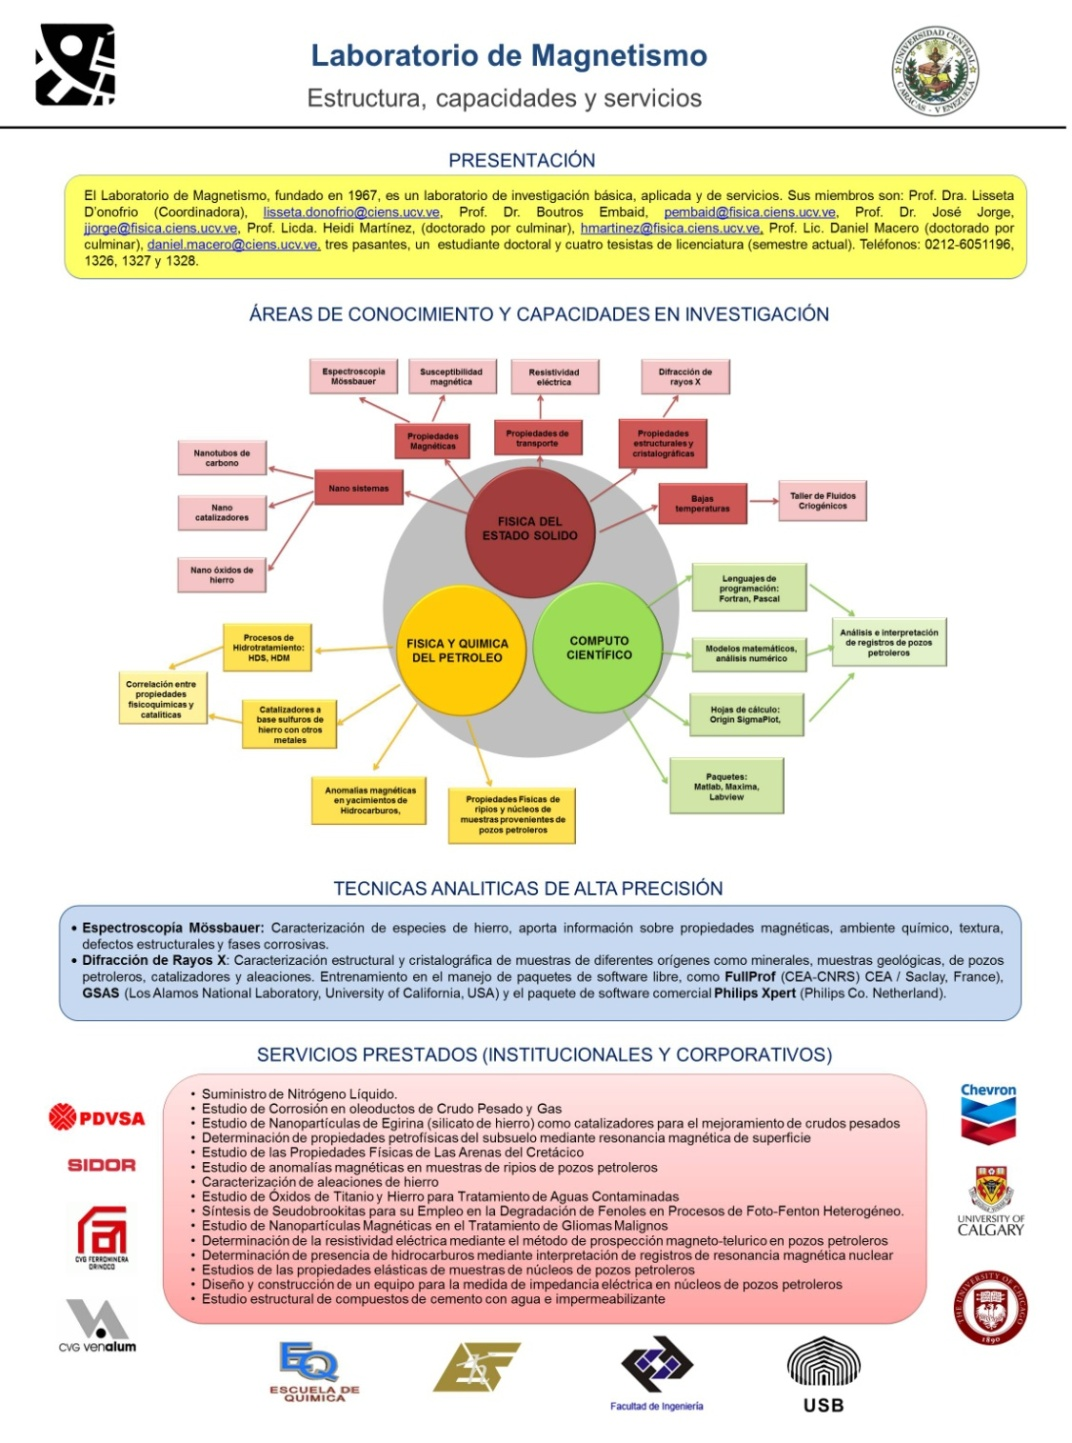 Laboratorio de Magnetismo
Estructura, capacidades y servicios
UNIVERSIDAD CENTRAL
CARACAS - VENEZUELA
PRESENTACIÓN
El Laboratorio de Magnetismo, fundado en 1967, es un laboratorio de investigación básica, aplicada y de servicios. Sus miembros son: Prof. Dra. Lisseta
D'onofrio (Coordinadora), lisseta.donofrio@ciens.ucv.ve, Prof. Dr. Boutros Embaid, pembaid@fisica.ciens.ucv.ve, Prof. Dr. José Jorge,
jjorge@fisica.ciens.ucv.ve, Prof. Licda. Heidi Martínez, (doctorado por culminar), hmartinez@fisica.ciens.ucv.ve, Prof. Lic. Daniel Macero (doctorado por
culminar), daniel.macero@ciens.ucv.ve, tres pasantes, un estudiante doctoral y cuatro tesistas de licenciatura (semestre actual). Teléfonos: 0212-6051196,
1326, 1327 y 1328.
ÁREAS DE CONOCIMIENTO Y CAPACIDADES EN INVESTIGACIÓN
Espectroscopía
Mössbauer
Susceptibilidad
magnética
Resistividad
eléctrica
Difracción de
rayos X
Propiedades
Magnéticas
Propiedades de
transporte
Propiedades
estructurales y
cristalográficas
Nanotubos de
carbono
Nano sistemas
Nano
catalizadores
Nano óxidos de
hierro
Bajas
temperaturas
Taller de Fluidos
Criogénicos
FISICA DEL
ESTADO SOLIDO
FISICA Y QUIMICA
DEL PETROLEO
COMPUTO
CIENTÍFICO
Lenguajes de
programación:
Fortran, Pascal
Modelos matemáticos,
análisis numérico
Análisis e interpretación
de registros de pozos
petroleros
Hojas de cálculo:
Origin SigmaPlot,
Paquetes:
Matlab, Maxima,
Labview
Procesos de
Hidrotratamiento:
HDS, HDM
Correlación entre
propiedades
fisicoquímicas y
cataliticas
Catalizadores a
base sulfuros de
hierro con otros
metales
Anomalías magnéticas
en yacimientos de
Hidrocarburos,
Propiedades Físicas de
ripios y núcleos de
muestras provenientes de
pozos petroleros
TECNICAS ANALITICAS DE ALTA PRECISIÓN
• Espectroscopía Mössbauer: Caracterización de especies de hierro, aporta información sobre propiedades magnéticas, ambiente químico, textura,
defectos estructurales y fases corrosivas.
• Difracción de Rayos X: Caracterización estructural y cristalográfica de muestras de diferentes orígenes como minerales, muestras geológicas, de pozos
petroleros, catalizadores y aleaciones. Entrenamiento en el manejo de paquetes de software libre, como FullProf (CEA-CNRS) CEA / Saclay, France),
GSAS (Los Alamos National Laboratory, University of California, USA) y el paquete de software comercial Philips Xpert (Philips Co. Netherland).
SERVICIOS PRESTADOS (INSTITUCIONALES Y CORPORATIVOS)
• Suministro de Nitrógeno Líquido.
• Estudio de Corrosión en oleoductos de Crudo Pesado y Gas
• Estudio de Nanopartículas de Egirina (silicato de hierro) como catalizadores para el mejoramiento de crudos pesados
• Determinación de propiedades petrofísicas del subsuelo mediante resonancia magnética de superficie
• Estudio de las Propiedades Físicas de Las Arenas del Cretácico
• Estudio de anomalías magnéticas en muestras de ripios de pozos petroleros
• Caracterización de aleaciones de hierro
• Estudio de Óxidos de Titanio y Hierro para Tratamiento de Aguas Contaminadas
• Síntesis de Seudobrookitas para su Empleo en la Degradación de Fenoles en Procesos de Foto-Fenton Heterogéneo.
• Estudio de Nanopartículas Magnéticas en el Tratamiento de Gliomas Malignos
• Determinación de la resistividad eléctrica mediante el método de prospección magneto-telurico en pozos petroleros
• Determinación de presencia de hidrocarburos mediante interpretación de registros de resonancia magnética nuclear
• Estudios de las propiedades elásticas de muestras de núcleos de pozos petroleros
• Diseño y construcción de un equipo para la medida de impedancia eléctrica en núcleos de pozos petroleros
• Estudio estructural de compuestos de cemento con agua e impermeabilizante
PDVSA
SIDOR
CVG FERROMINERA
ORINOCO
CVG venalum
Chevron
UNIVERSITY OF
CALGARY
THE UNIVERSITY OF CHICAGO
1890
EQ
ESCUELA DE
QUIMICA
Facultad de Ingeniería
USB